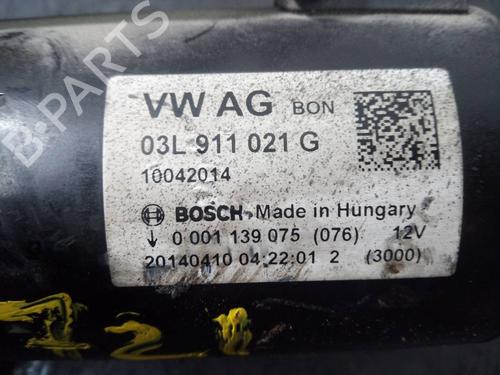 VW AG BON
03L 911 021 G
10042014
BOSCH Made in Hungary
0 001 139 075 (076) 12V
20140410 04:22:01 2 (3000)
B-PARTS